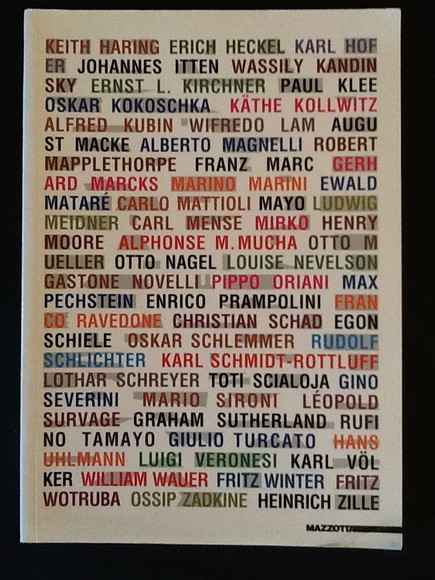 KEITH HARING ERICH HECKEL KARL HOF
ER JOHANNES ITTEN WASSILY KANDIN
SKY ERNST L. KIRCHNER PAUL KLEE
OSKAR KOKOSCHKA KÄTHE KOLLWITZ
ALFRED KUBIN WIFREDO LAM AUGU
ST MACKE ALBERTO MAGNELLI ROBERT
MAPPLETHORPE FRANZ MARC GERH
ARD MARCKS MARINO MARINI EWALD
MATARÉ CARLO MATTIOLI MAYO LUDWIG
MEIDNER CARL MENSE MIRKO HENRY
MOORE ALPHONSE M. MUCHA OTTO M
UELLER OTTO NAGEL LOUISE NEVELSON
GASTONE NOVELLI PIPPO ORIANI MAX
PECHSTEIN ENRICO PRAMPOLINI FRAN
CO RAVEDONE CHRISTIAN SCHAD EGON
SCHIELE OSKAR SCHLEMMER RUDOLF
SCHLICHTER KARL SCHMIDT-ROTTLUFF
LOTHAR SCHREYER TOTI SCIALOJA GINO
SEVERINI MARIO SIRONI LÉOPOLD
SURVAGE GRAHAM SUTHERLAND RUFI
NO TAMAYO GIULIO TURCATO HANS
UHLMANN LUIGI VERONESI KARL VÖL
KER WILLIAM WAUER FRITZ WINTER FRITZ
WOTRUBA OSSIP ZADKINE HEINRICH ZILLE